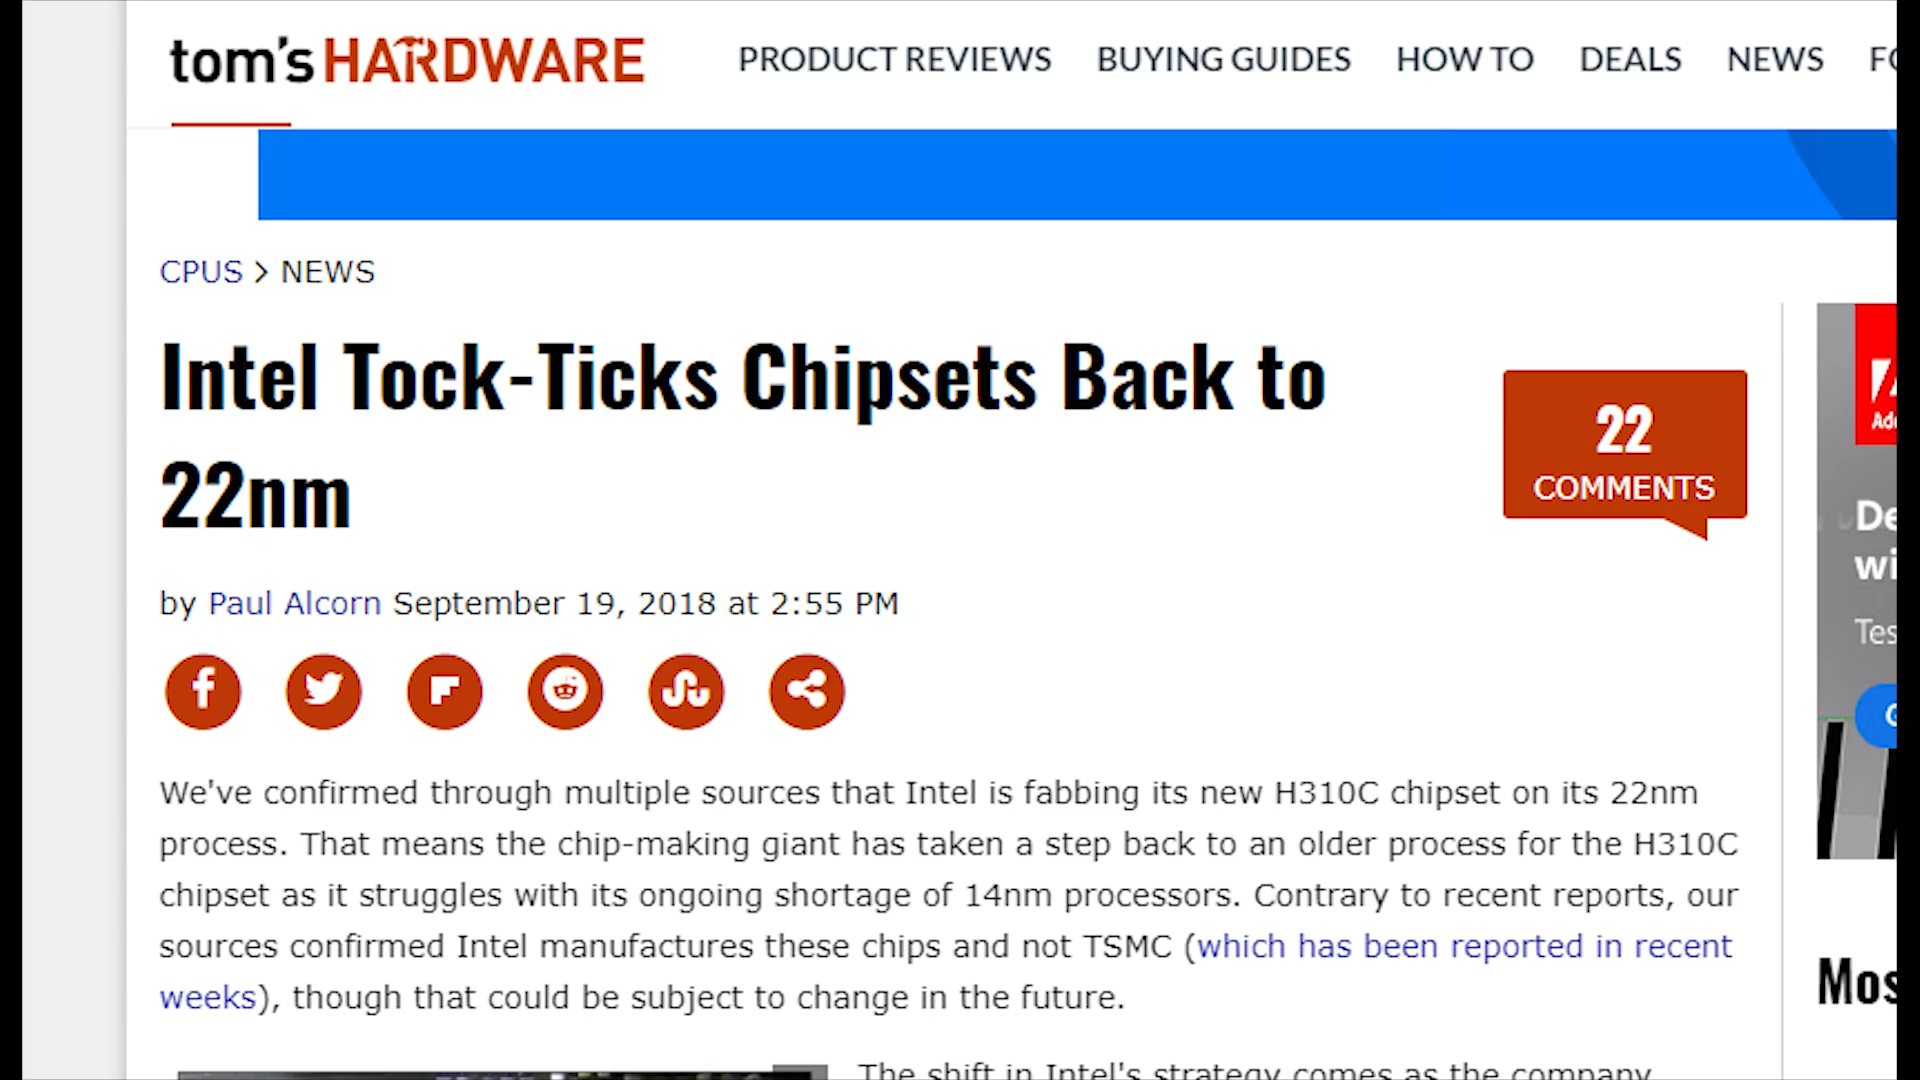 tom's HARDWARE PRODUCT REVIEWS BUYING GUIDES HOW TO DEALS NEWS
CPUS > NEWS
Intel Tock-Ticks Chipsets Back to
22nm
22
COMMENTS
by Paul Alcorn September 19, 2018 at 2:55 PM
We've confirmed through multiple sources that Intel is fabbing its new H310C chipset on its 22nm
process. That means the chip-making giant has taken a step back to an older process for the H310C
chipset as it struggles with its ongoing shortage of 14nm processors. Contrary to recent reports, our
sources confirmed Intel manufactures these chips and not TSMC (which has been reported in recent
weeks), though that could be subject to change in the future.
The shift in Intel's strategy comes as the company